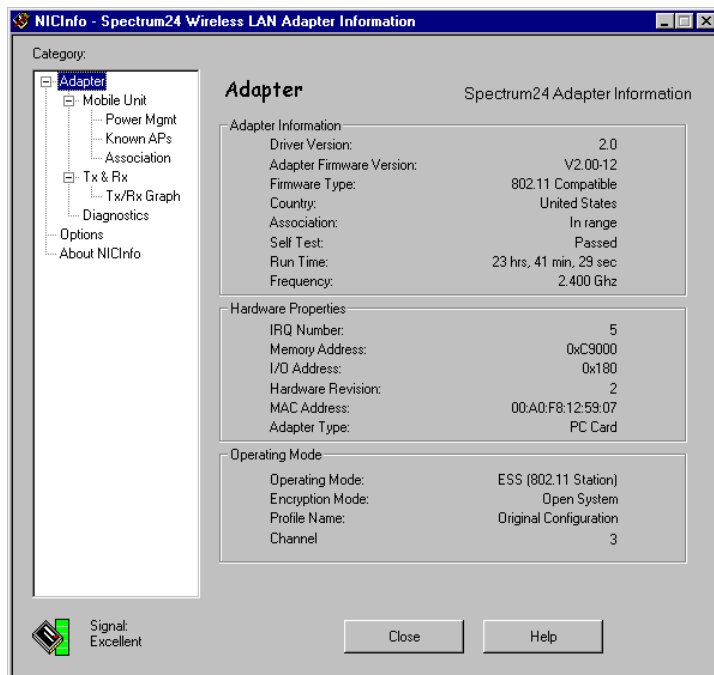 NICInfo - Spectrum24 Wireless LAN Adapter Information
Category:
Adapter
Mobile Unit
Power Mgmt
Known APs
Association
Tx & Rx
Tx/Rx Graph
Diagnostics
Options
About NICInfo
Adapter Spectrum24 Adapter Information
Adapter Information
Driver Version: 2.0
Adapter Firmware Version: V2.00-12
Firmware Type: 802.11 Compatible
Country: United States
Association: In range
Self Test: Passed
Run Time: 23 hrs, 41 min, 29 sec
Frequency: 2.400 Ghz
Hardware Properties
IRQ Number: 5
Memory Address: 0xC9000
I/O Address: 0x180
Hardware Revision: 2
MAC Address: 00:A0:F8:12:59:07
Adapter Type: PC Card
Operating Mode
Operating Mode: ESS (802.11 Station)
Encryption Mode: Open System
Profile Name: Original Configuration
Channel 3
Signal:
Excellent
Close Help